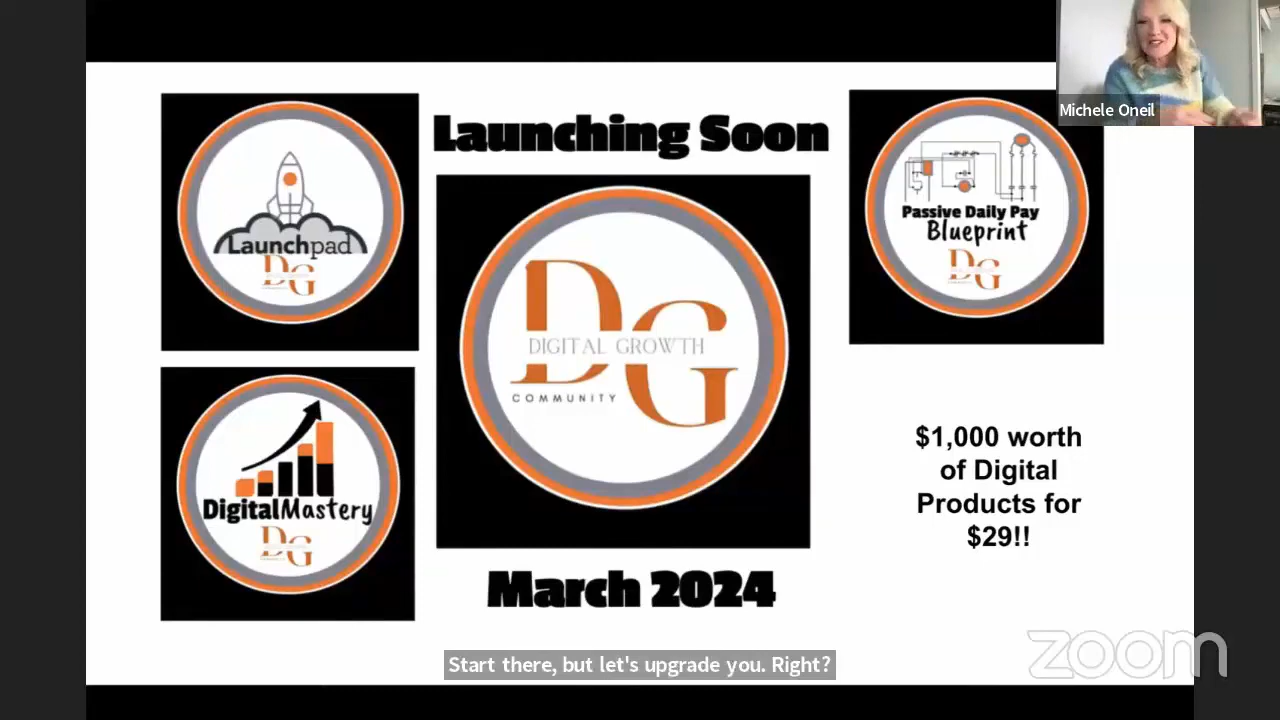 Michele Oneil
Launching Soon
Launchpad
DG
DigitalMastery
DG
DG
DIGITAL GROWTH
COMMUNITY
March 2024
Passive Daily Pay
Blueprint
DG
$1,000 worth
of Digital
Products for
$29!!
Start there, but let's upgrade you. Right?
zoom